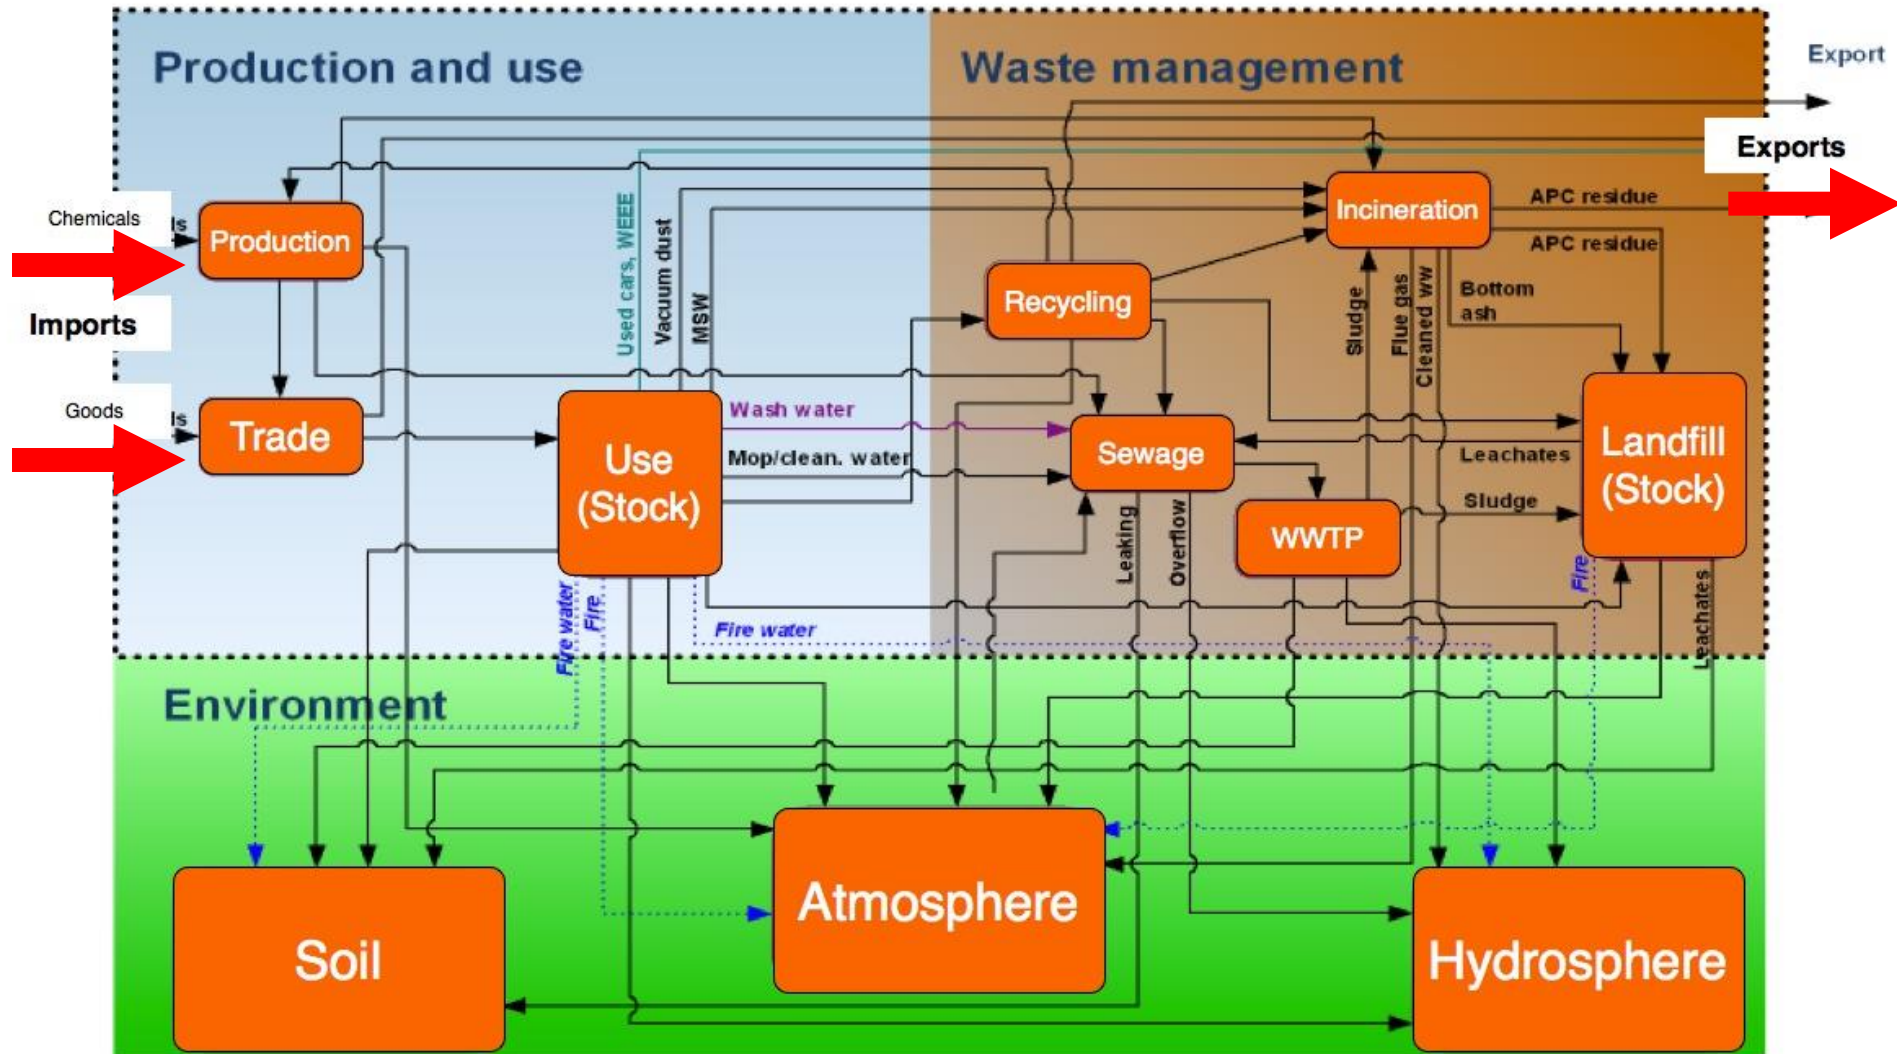 Production and use
Waste management
Export
Exports
Chemicals
ls
Production
Imports
Goods
ls
Trade
Used cars, WEEE
Vacuum dust
MSW
Use
(Stock)
Wash water
Mop/clean. water
Recycling
Incineration
APC residue
APC residue
Sludge
Flue gas
Cleaned ww
Bottom
ash
Sewage
Leachates
Sludge
Landfill
(Stock)
WWTP
Leaking
Overflow
Fire
Leachates
Fire water
Fire
Fire water
Environment
Soil
Atmosphere
Hydrosphere